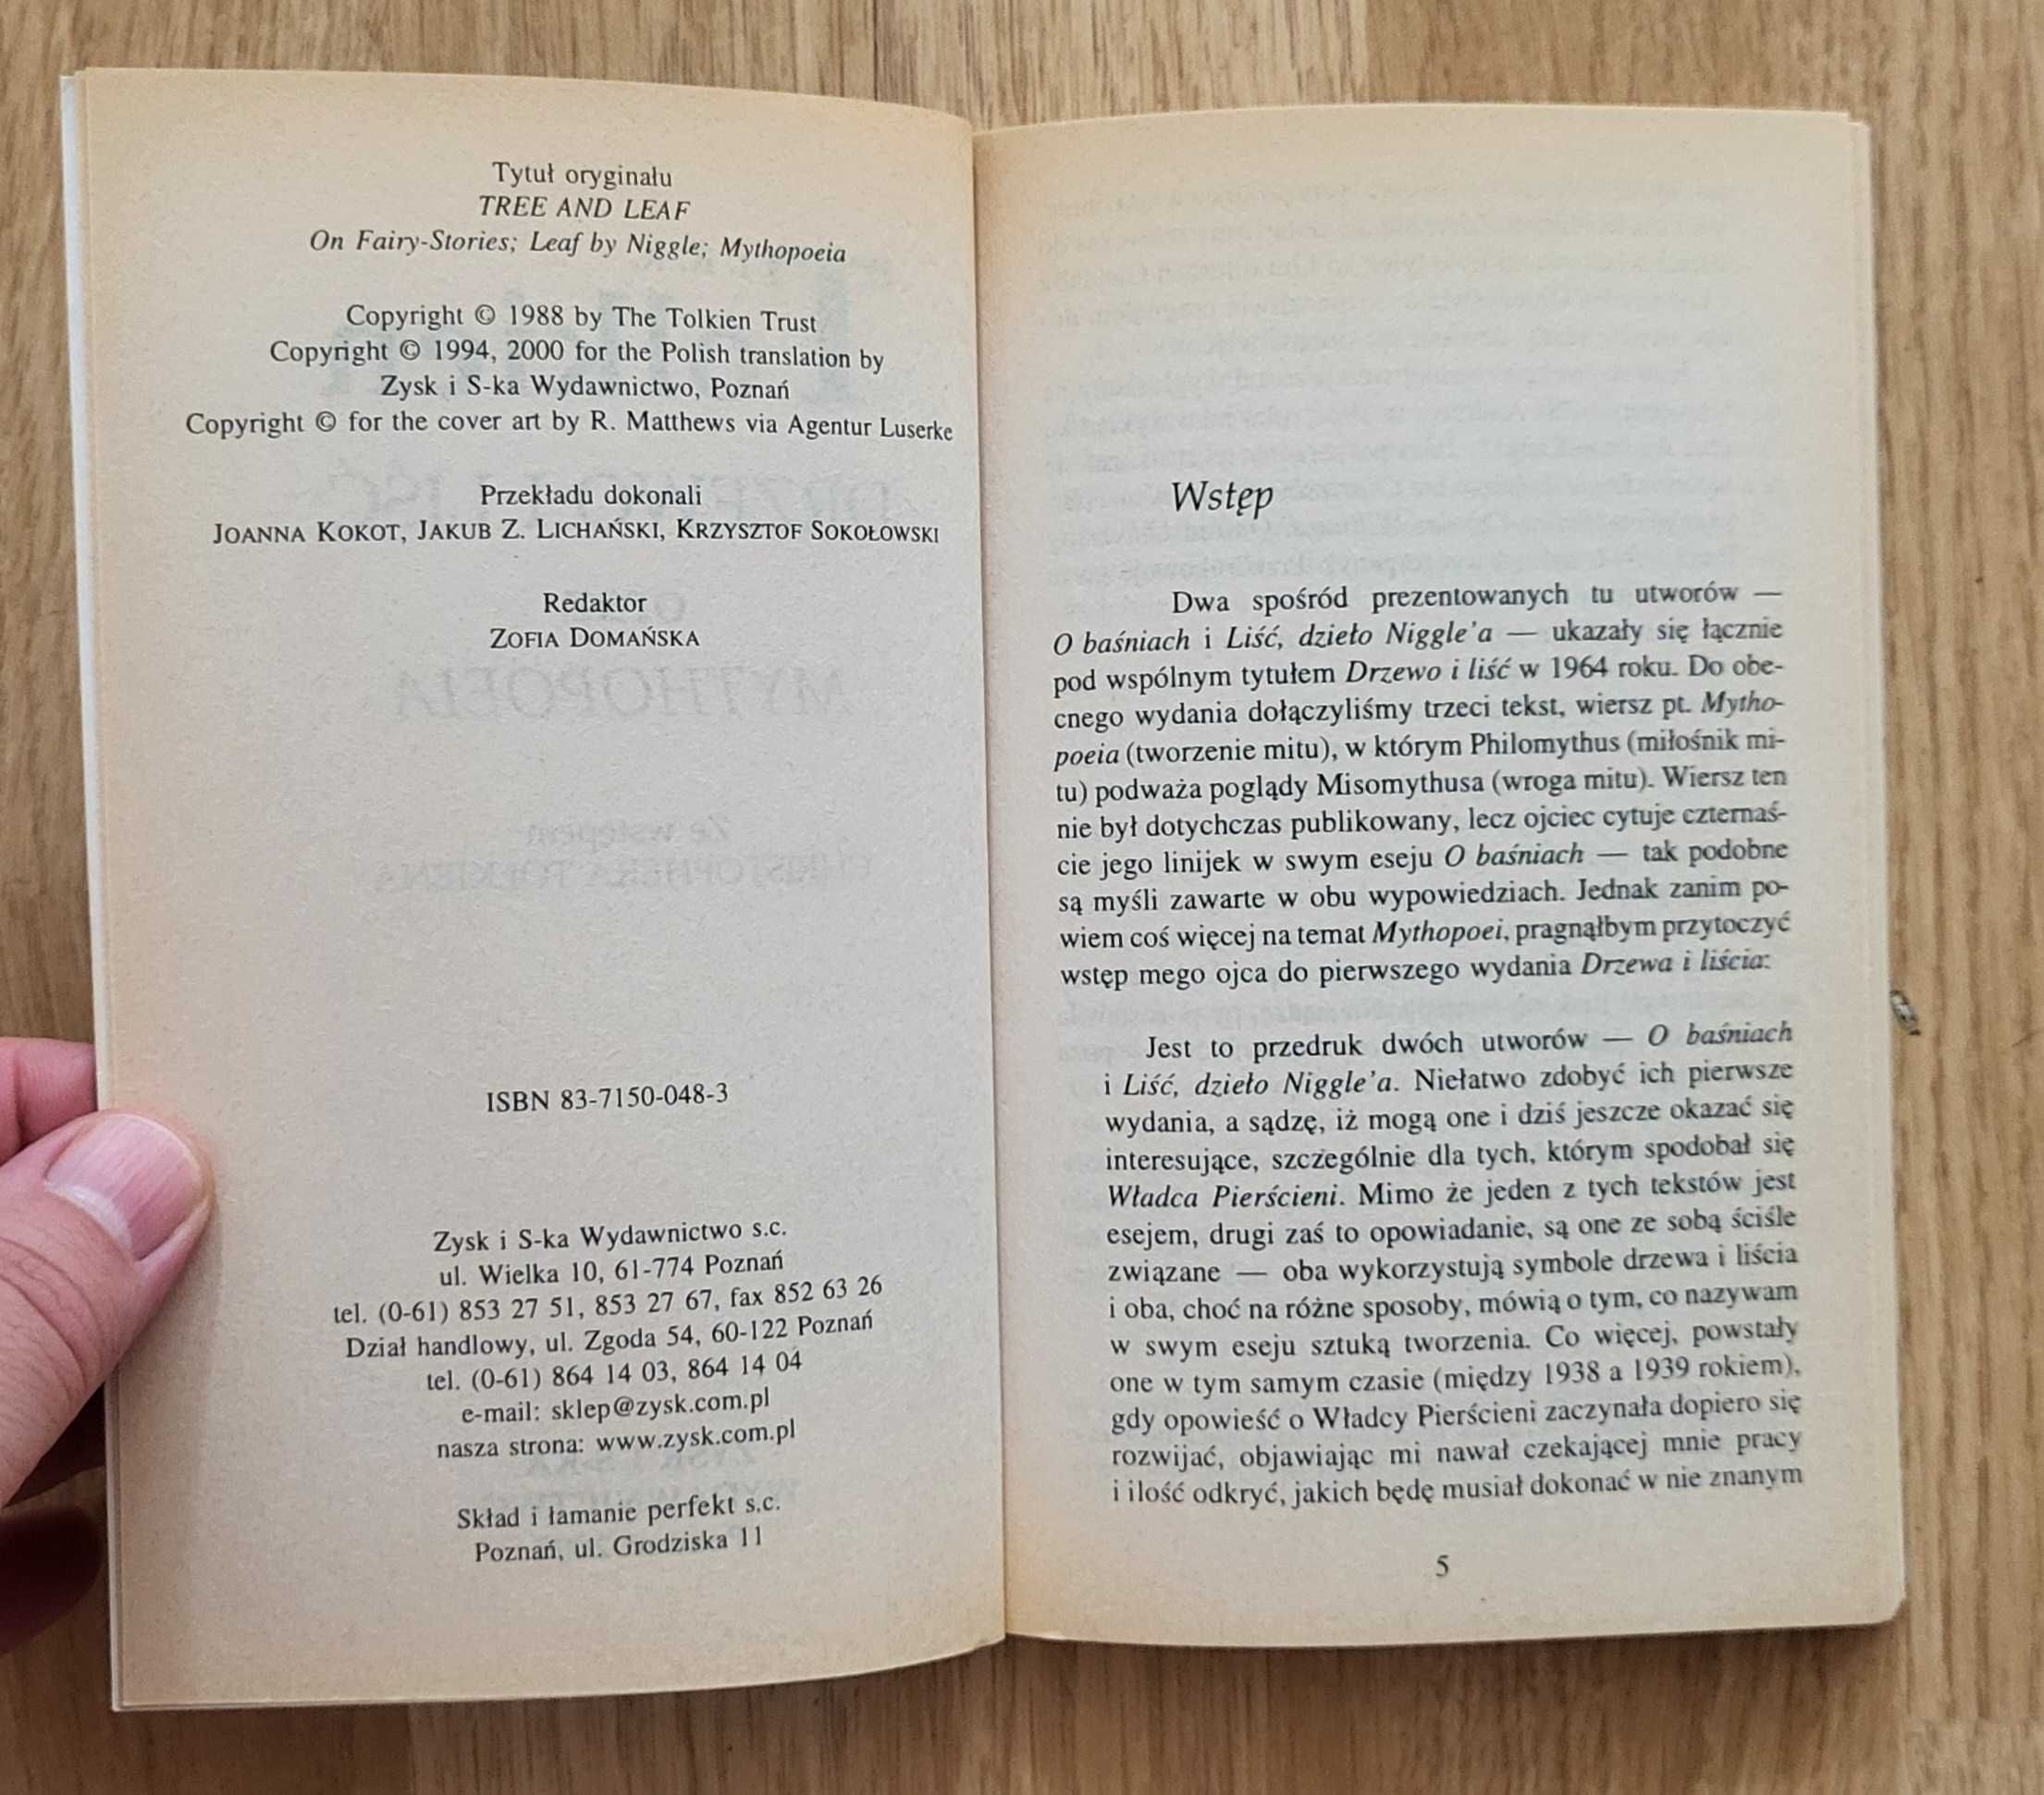 Tytuł oryginału
TREE AND LEAF
On Fairy-Stories; Leaf by Niggle; Mythopoeia
Copyright © 1988 by The Tolkien Trust
Copyright © 1994, 2000 for the Polish translation by
Zysk i S-ka Wydawnictwo, Poznań
Copyright © for the cover art by R. Matthews via Agentur Luserke
Przekładu dokonali
JOANNA KOKOT, JAKUB Z. LICHAŃSKI, KRZYSZTOF SOKOŁOWSKI
Redaktor
ZOFIA DOMAŃSKA
ISBN 83-7150-048-3
Zysk i S-ka Wydawnictwo s.c.
ul. Wielka 10, 61-774 Poznań
tel. (0-61) 853 27 51, 853 27 67, fax 852 63 26
Dział handlowy, ul. Zgoda 54, 60-122 Poznań
tel. (0-61) 864 14 03, 864 14 04
e-mail: sklep@zysk.com.pl
nasza strona: www.zysk.com.pl
Skład i łamanie perfekt s.c.
Poznań, ul. Grodziska 11
Wstęp
Dwa spośród prezentowanych tu utworów —
O baśniach i Liść, dzieło Niggle'a — ukazały się łącznie
pod wspólnym tytułem Drzewo i liść w 1964 roku. Do obe-
cnego wydania dołączyliśmy trzeci tekst, wiersz pt. Mytho-
poeia (tworzenie mitu), w którym Philomythus (miłośnik mi-
tu) podważa poglądy Misomythusa (wroga mitu). Wiersz ten
nie był dotychczas publikowany, lecz ojciec cytuje czternaś-
cie jego linijek w swym eseju O baśniach — tak podobne
są myśli zawarte w obu wypowiedziach. Jednak zanim po-
wiem coś więcej na temat Mythopoei, pragnąłbym przytoczyć
wstęp mego ojca do pierwszego wydania Drzewa i liścia:
Jest to przedruk dwóch utworów — O baśniach
i Liść, dzieło Niggle'a. Niełatwo zdobyć ich pierwsze
wydania, a sądzę, iż mogą one i dziś jeszcze okazać się
interesujące, szczególnie dla tych, którym spodobał się
Władca Pierścieni. Mimo że jeden z tych tekstów jest
esejem, drugi zaś to opowiadanie, są one ze sobą ściśle
związane — oba wykorzystują symbole drzewa i liścia
i oba, choć na różne sposoby, mówią o tym, co nazywam
w swym eseju sztuką tworzenia. Co więcej, powstały
one w tym samym czasie (między 1938 a 1939 rokiem),
gdy opowieść o Władcy Pierścieni zaczynała dopiero się
rozwijać, objawiając mi nawał czekającej mnie pracy
i ilość odkryć, jakich będę musiał dokonać w nie znanym
5